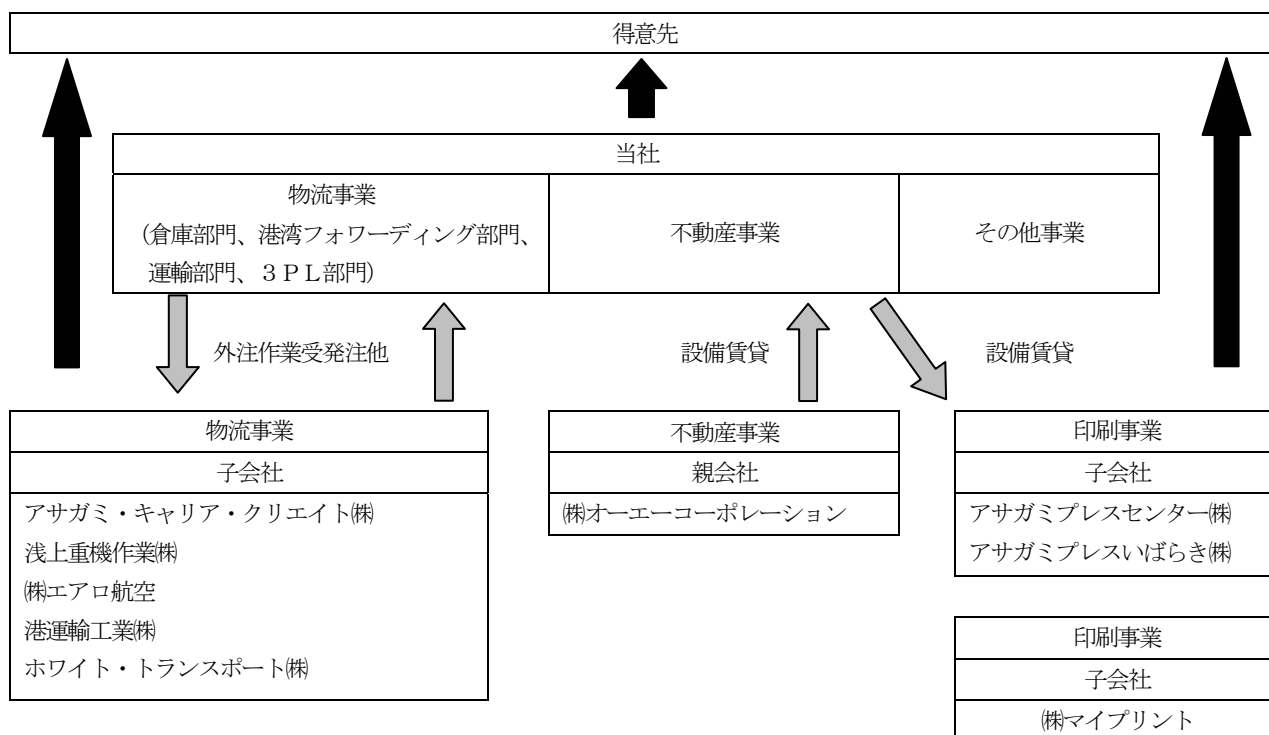 得意先
当社
物流事業
(倉庫部門、港湾フォワーディング部門、
運輸部門、３ＰＬ部門)
不動産事業
その他事業
外注作業受発注他
設備賃貸
設備賃貸
物流事業
子会社
アサガミ・キャリア・クリエイト㈱
浅上重機作業㈱
㈱エアロ航空
港運輸工業㈱
ホワイト・トランスポート㈱
不動産事業
親会社
㈱オーエーコーポレーション
印刷事業
子会社
アサガミプレスセンター㈱
アサガミプレスいばらき㈱
印刷事業
子会社
㈱マイプリント